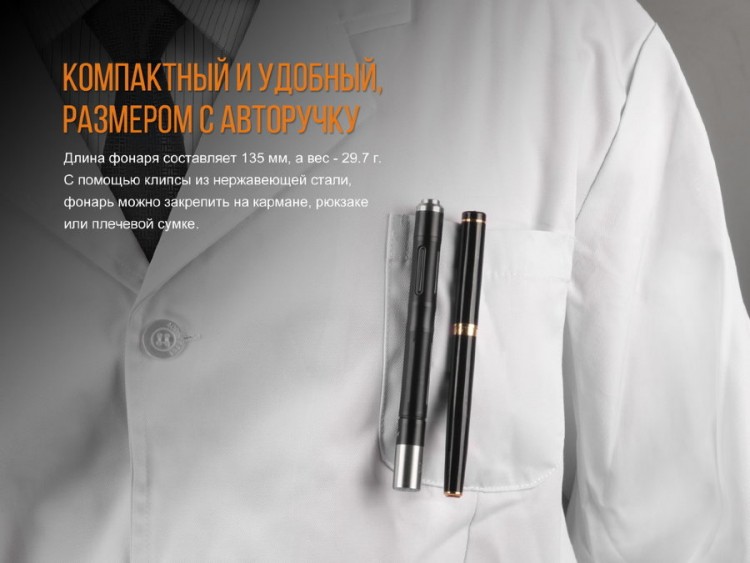 КОМПАКТНЫЙ И УДОБНЫЙ,
РАЗМЕРОМ С АВТОРУЧКУ
Длина фонаря составляет 135 мм, а вес - 29.7 г.
С помощью клипсы из нержавеющей стали,
фонарь можно закрепить на кармане, рюкзаке
или плечевой сумке.